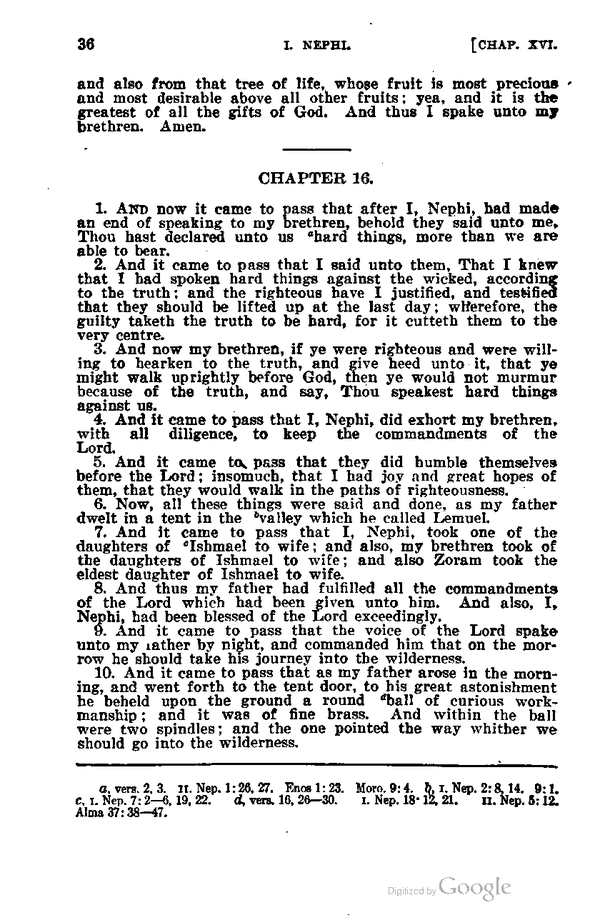 36 I. NEPHI. [CHAP. XVI.
and also from that tree of life, whose fruit is most precious
and most desirable above all other fruits; yea, and it is the
greatest of all the gifts of God. And thus I spake unto my
brethren. Amen.
CHAPTER 16.
1. AND now it came to pass that after I, Nephi, had made
an end of speaking to my brethren, behold they said unto me,
Thou hast declared unto us ahard things, more than we are
able to bear.
2. And it came to pass that I said unto them, That I knew
that I had spoken hard things against the wicked, according
to the truth; and the righteous have I justified, and testified
that they should be lifted up at the last day; wherefore, the
guilty taketh the truth to be hard, for it cutteth them to the
very centre.
3. And now my brethren, if ye were righteous and were will-
ing to hearken to the truth, and give heed unto it, that ye
might walk uprightly before God, then ye would not murmur
because of the truth, and say, Thou speakest hard things
against us.
4. And it came to pass that I, Nephi, did exhort my brethren,
with all diligence, to keep the commandments of the
Lord.
5. And it came to pass that they did humble themselves
before the Lord; insomuch, that I had joy and great hopes of
them, that they would walk in the paths of righteousness.
6. Now, all these things were said and done, as my father
dwelt in a tent in the bvalley which he called Lemuel.
7. And it came to pass that I, Nephi, took one of the
daughters of cIshmael to wife; and also, my brethren took of
the daughters of Ishmael to wife; and also Zoram took the
eldest daughter of Ishmael to wife.
8. And thus my father had fulfilled all the commandments
of the Lord which had been given unto him. And also, I,
Nephi, had been blessed of the Lord exceedingly.
9. And it came to pass that the voice of the Lord spake
unto my father by night, and commanded him that on the mor-
row he should take his journey into the wilderness.
10. And it came to pass that as my father arose in the morn-
ing, and went forth to the tent door, to his great astonishment
he beheld upon the ground a round dball of curious work-
manship; and it was of fine brass. And within the ball
were two spindles; and the one pointed the way whither we
should go into the wilderness.
a, vers. 2, 3. II. Nep. 1:26, 27. Enos 1:23. Moro. 9:4. b, I. Nep. 2:8, 14. 9:1.
c, I. Nep. 7:2—6, 19, 22. d, vers. 16, 26—30. I. Nep. 18:12, 21. II. Nep. 5:12.
Alma 37:38—47.
Digitized by Google